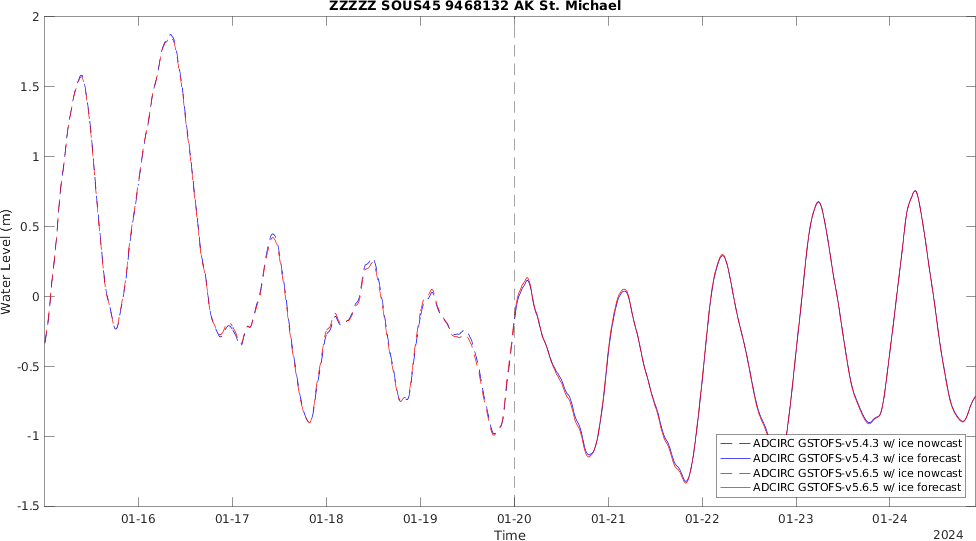 ZZZZZ SOUS45 9468132 AK St. Michael
2
1.5
1
0.5
0
-0.5
-1
-1.5
Water Level (m)
01-16
01-17
01-18
01-19
01-20
01-21
01-22
01-23
01-24
Time
2024
ADCIRC GSTOFS-v5.4.3 w/ ice nowcast
ADCIRC GSTOFS-v5.4.3 w/ ice forecast
ADCIRC GSTOFS-v5.6.5 w/ ice nowcast
ADCIRC GSTOFS-v5.6.5 w/ ice forecast